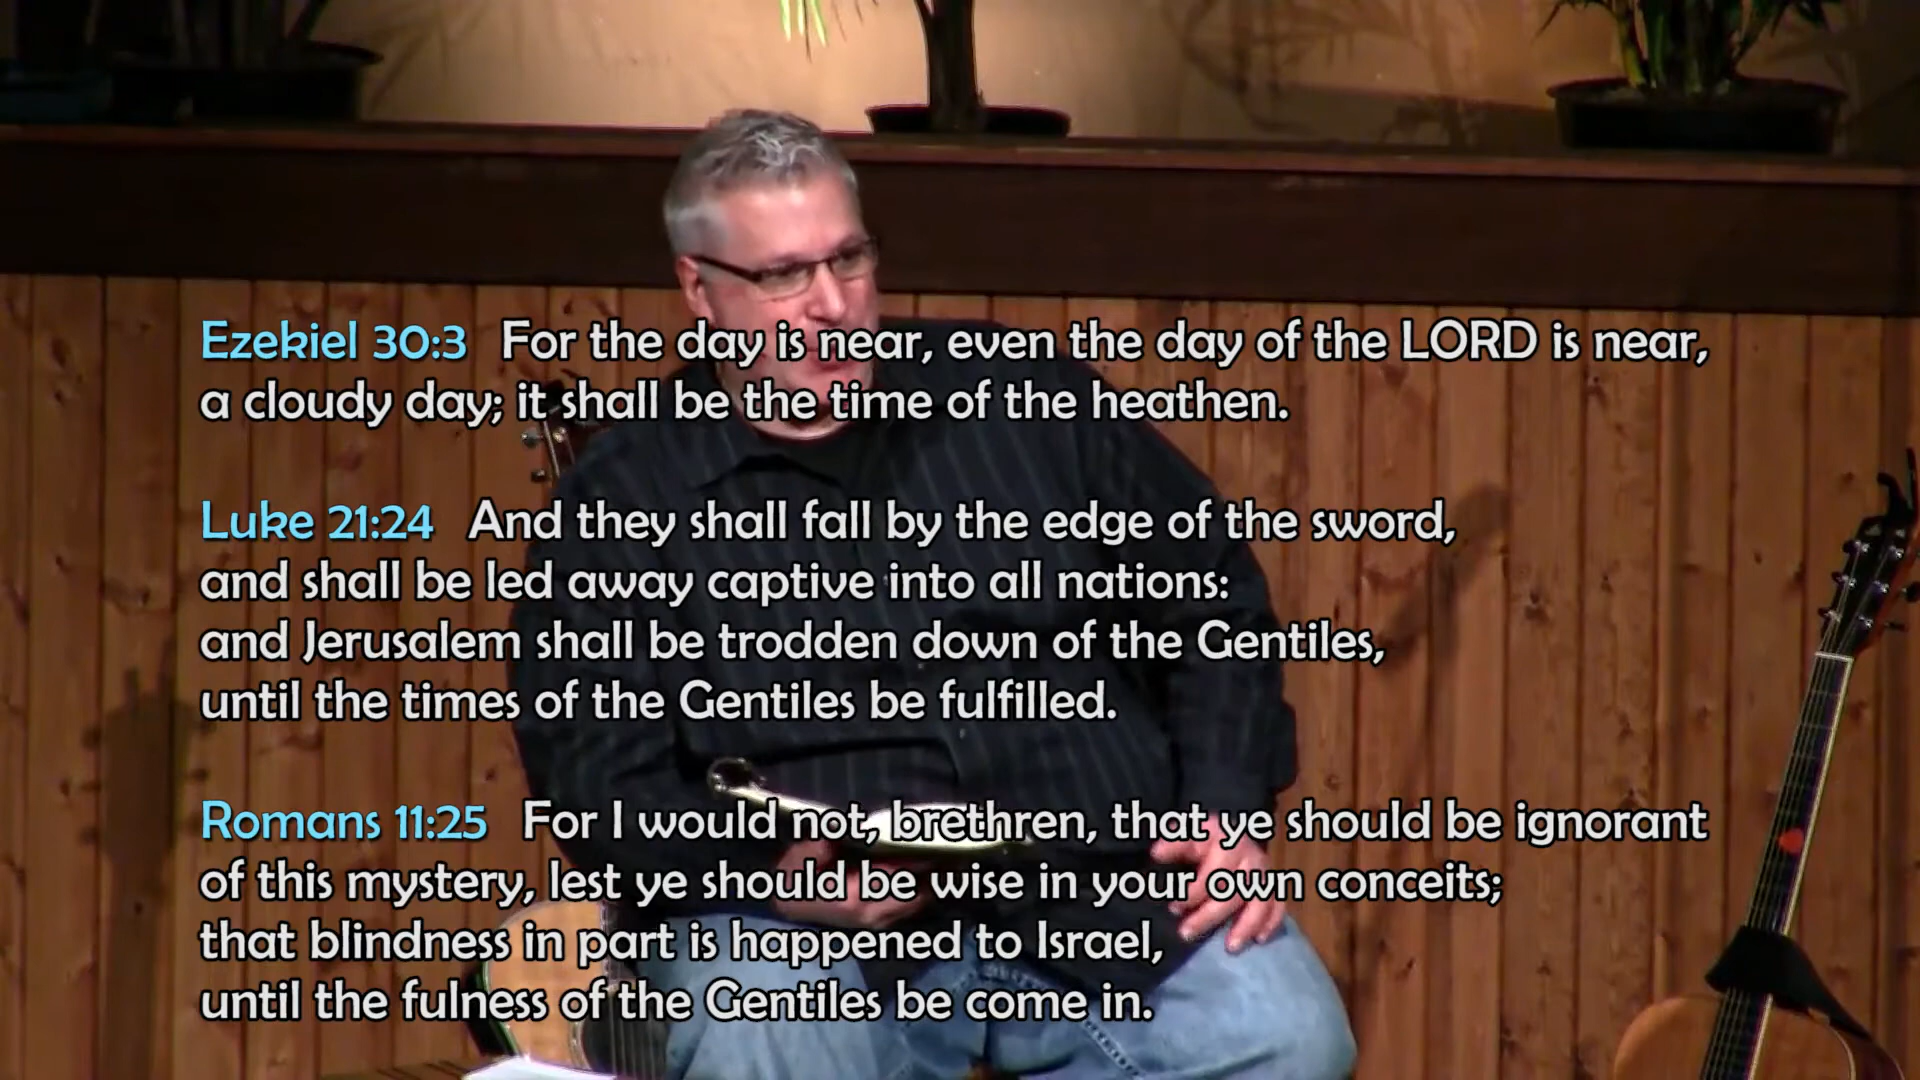 Ezekiel 30:3 For the day is near, even the day of the LORD is near,
a cloudy day; it shall be the time of the heathen.
Luke 21:24 And they shall fall by the edge of the sword,
and shall be led away captive into all nations:
and Jerusalem shall be trodden down of the Gentiles,
until the times of the Gentiles be fulfilled.
Romans 11:25 For I would not, brethren, that ye should be ignorant
of this mystery, lest ye should be wise in your own conceits;
that blindness in part is happened to Israel,
until the fulness of the Gentiles be come in.